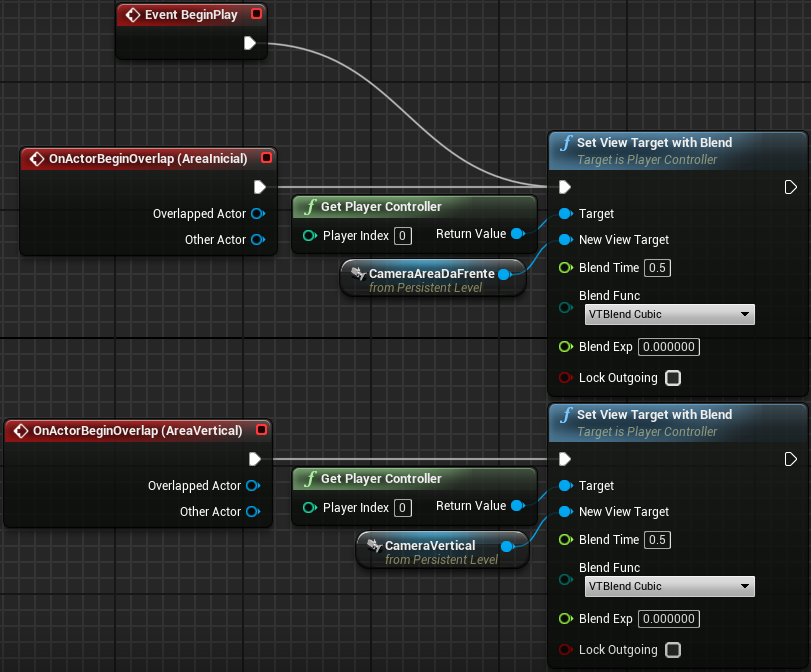 Event BeginPlay
OnActorBeginOverlap (AreaInicial)
Overlapped Actor
Other Actor
Get Player Controller
Player Index 0
Return Value
CameraAreaDaFrente
from Persistent Level
Set View Target with Blend
Target is Player Controller
Target
New View Target
Blend Time 0.5
Blend Func
VTBlend Cubic
Blend Exp 0.000000
Lock Outgoing
OnActorBeginOverlap (AreaVertical)
Overlapped Actor
Other Actor
Get Player Controller
Player Index 0
Return Value
CameraVertical
from Persistent Level
Set View Target with Blend
Target is Player Controller
Target
New View Target
Blend Time 0.5
Blend Func
VTBlend Cubic
Blend Exp 0.000000
Lock Outgoing